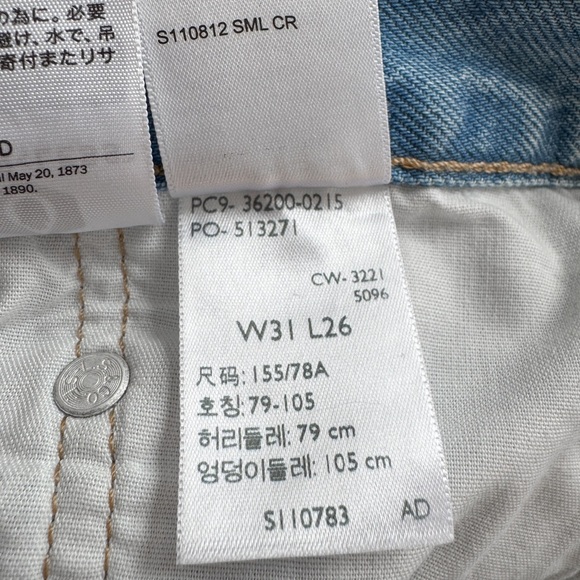 の為に。必要
避け、水で、吊
寄付またリサ
D
l May 20, 1873
1890.
S110812 SML CR
PC9- 36200-0215
PO- 513271
CW- 3221
5096
W31 L26
尺码: 155/78A
호칭: 79-105
허리둘레: 79 cm
엉덩이둘레: 105 cm
S110783 AD